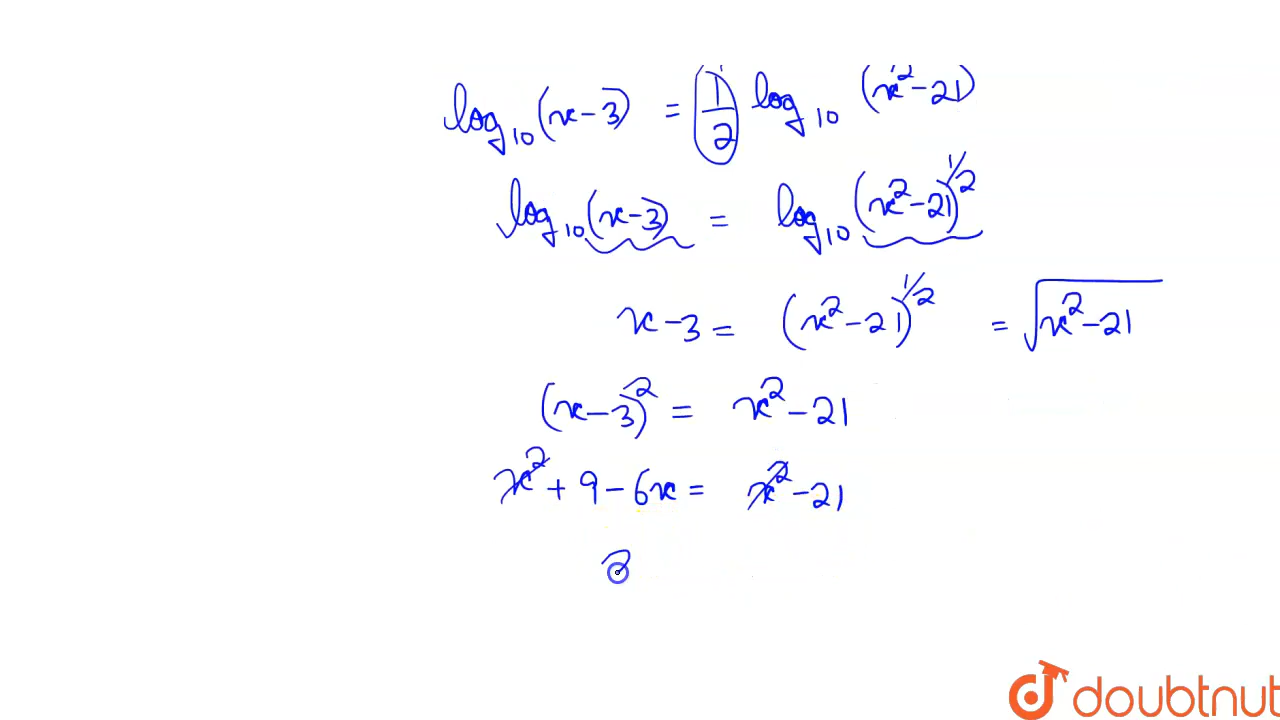 log₁₀(x-3) = (1/2) log₁₀ (x²-21)
log₁₀(x-3) = log₁₀ (x²-21)^1/2
x-3 = (x²-21)^1/2 = √x²-21
(x-3)² = x²-21
x²+9-6x = x²-21
doubtnut